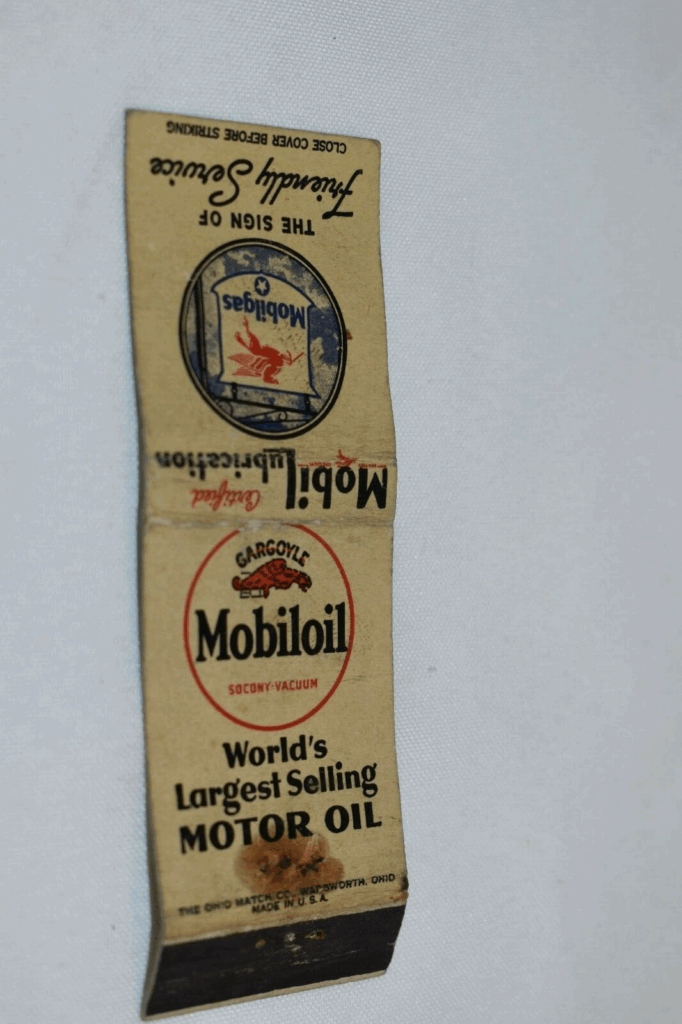 CLOSE COVER BEFORE STRIKING
Friendly Service
THE SIGN OF
Mobilgas
Certified
Mobil Lubrication
GARGOYLE
Mobiloil
SOCONY-VACUUM
World's
Largest Selling
MOTOR OIL
THE OHIO MATCH CO., WADSWORTH, OHIO
MADE IN U.S.A.